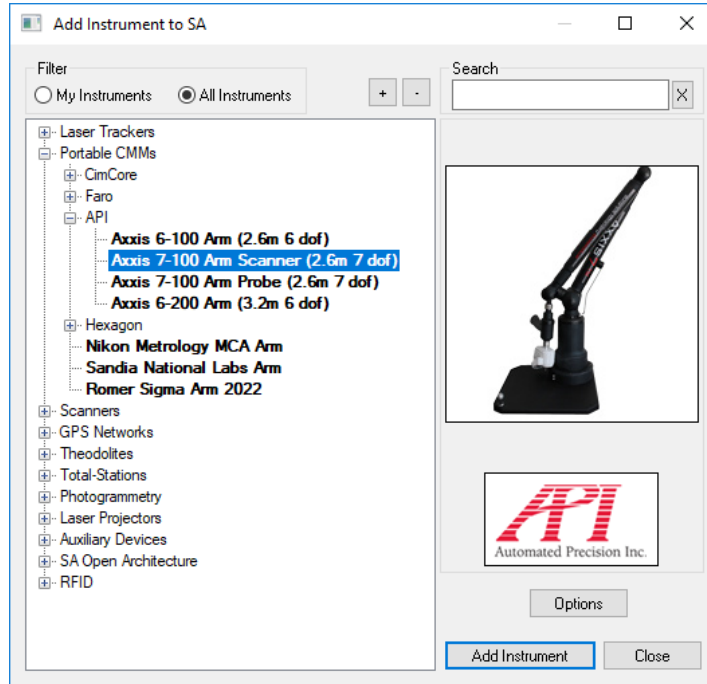 Add Instrument to SA
Filter
My Instruments
All Instruments
+
-
Search
X
Laser Trackers
Portable CMMs
CimCore
Faro
API
Axxis 6-100 Arm (2.6m 6 dof)
Axxis 7-100 Arm Scanner (2.6m 7 dof)
Axxis 7-100 Arm Probe (2.6m 7 dof)
Axxis 6-200 Arm (3.2m 6 dof)
Hexagon
Nikon Metrology MCA Arm
Sandia National Labs Arm
Romer Sigma Arm 2022
Scanners
GPS Networks
Theodolites
Total-Stations
Photogrammetry
Laser Projectors
Auxiliary Devices
SA Open Architecture
RFID
AXXIS
API
Automated Precision Inc.
Options
Add Instrument
Close